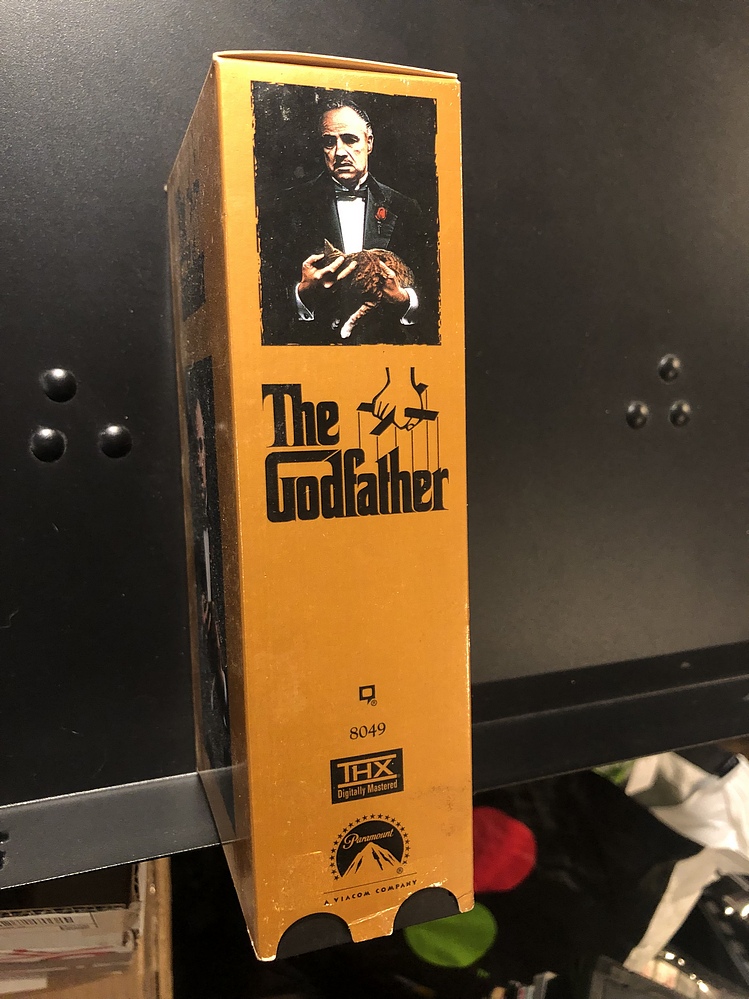 The
Godfather
®
8049
THX
Digitally Mastered
Paramount
®
A VIACOM COMPANY